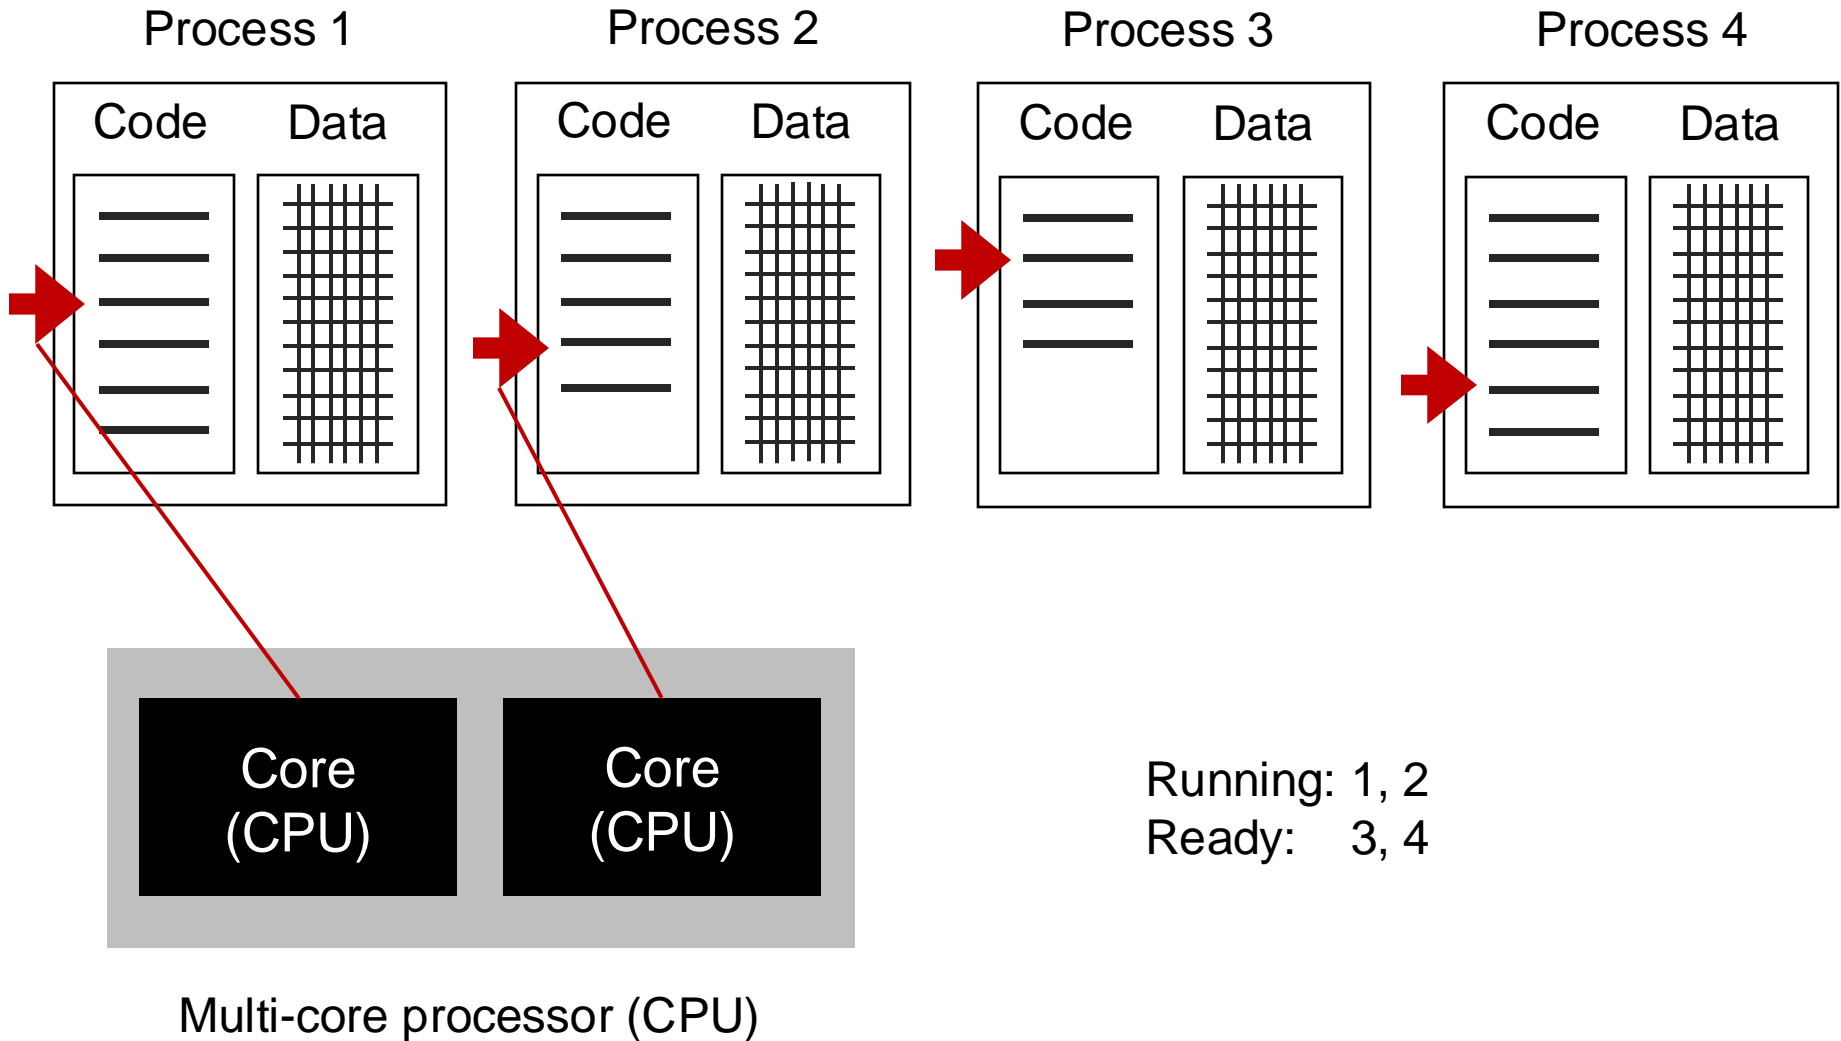 Process 1
Process 2
Process 3
Process 4
Code
Data
Code
Data
Code
Data
Code
Data
Core
(CPU)
Core
(CPU)
Running: 1, 2
Ready: 3, 4
Multi-core processor (CPU)